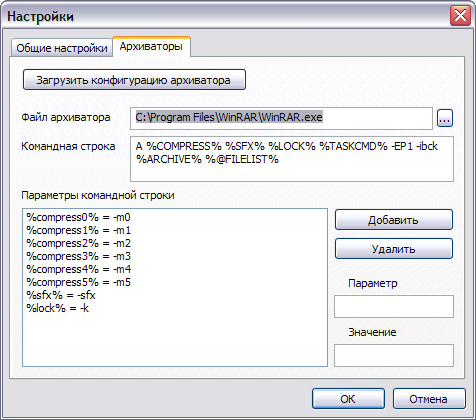 Настройки
Общие настройки
Архиваторы
Загрузить конфигурацию архиватора
Файл архиватора
C:\Program Files\WinRAR\WinRAR.exe
...
Командная строка
A %COMPRESS% %SFX% %LOCK% %TASKCMD% -EP1 -ibck
%ARCHIVE% %@FILELIST%
Параметры командной строки
%compress0% = -m0
%compress1% = -m1
%compress2% = -m2
%compress3% = -m3
%compress4% = -m4
%compress5% = -m5
%sfx% = -sfx
%lock% = -k
Добавить
Удалить
Параметр
Значение
OK
Отмена